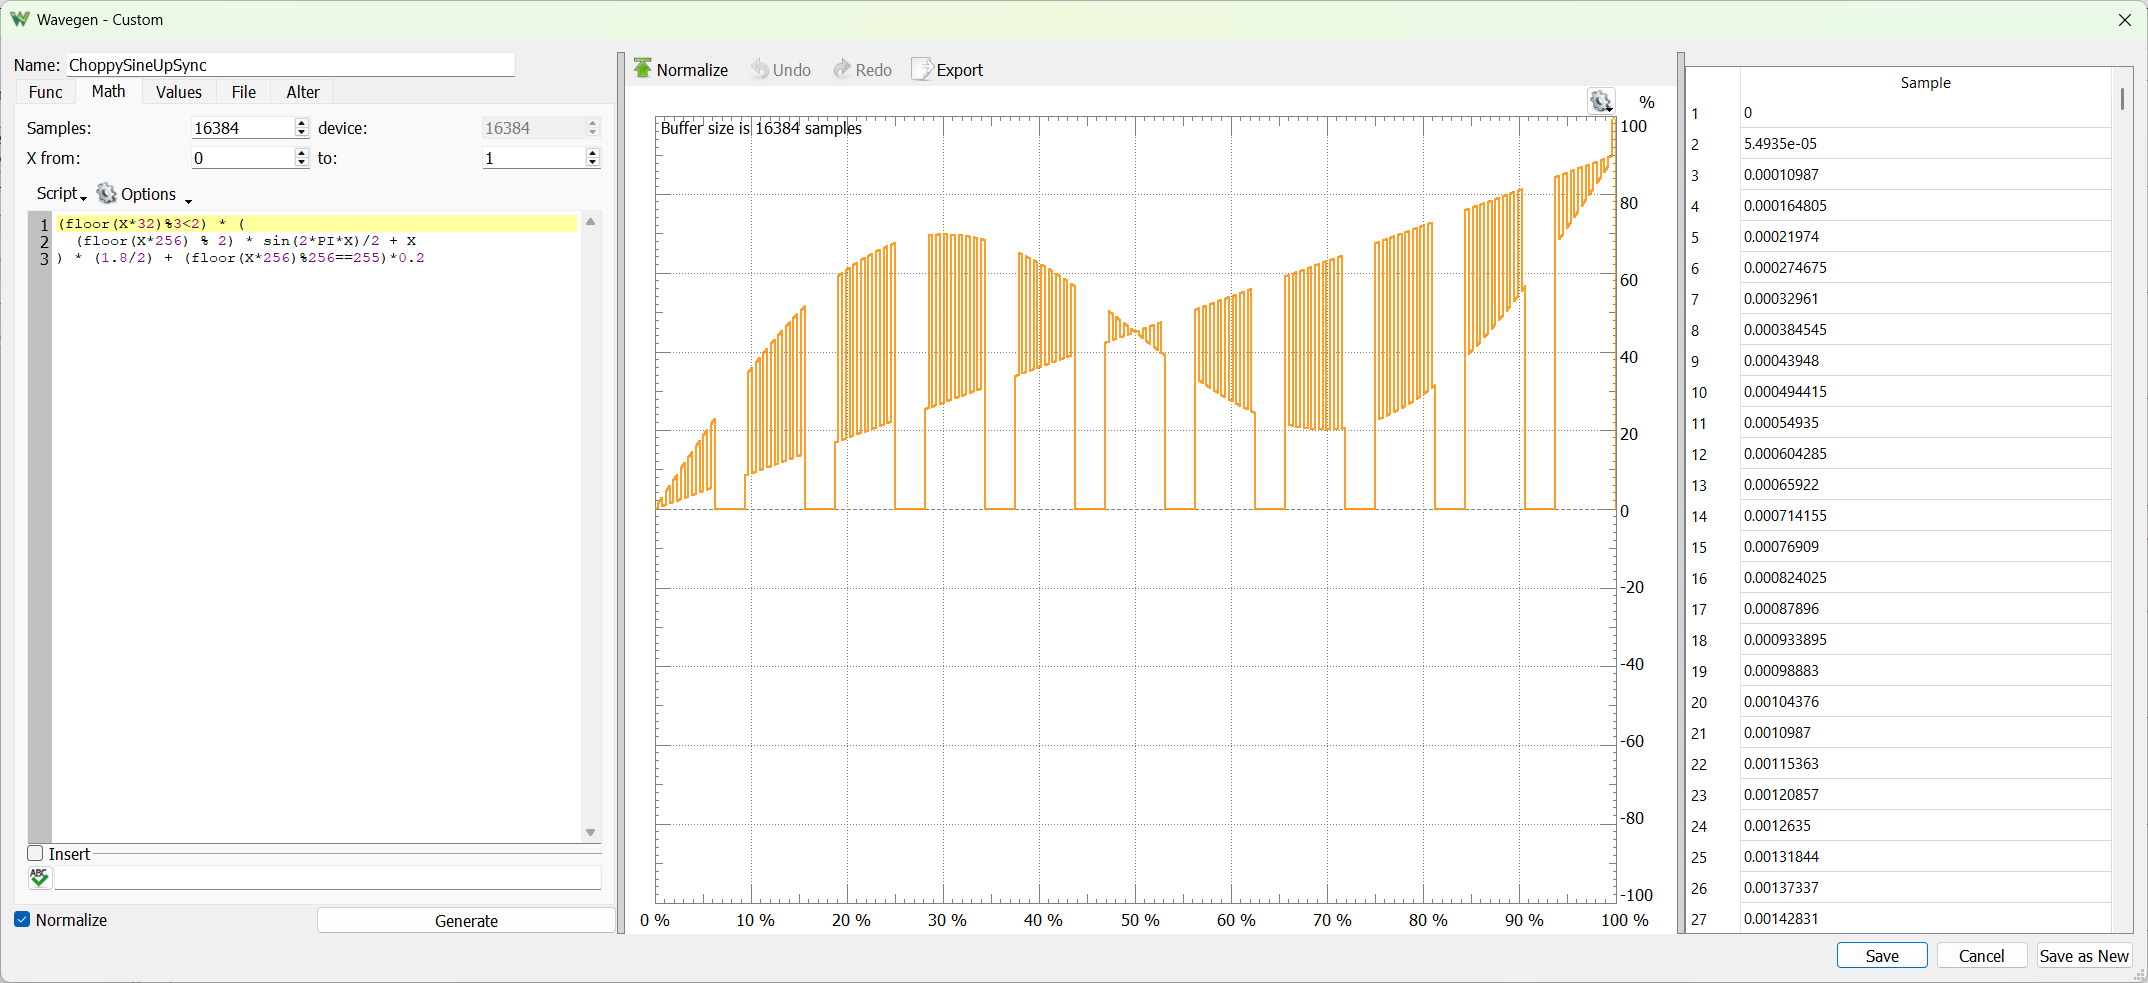 Wavegen - Custom
Name: ChoppySineUpSync
Func Math Values File Alter
Samples: 16384 device: 16384
X from: 0 to: 1
Script Options
1 (floor(X*32)%3<2) * (
2 (floor(X*256) % 2) * sin(2*PI*X)/2 + X
3 ) * (1.8/2) + (floor(X*256)%256==255)*0.2
Insert
ABC
Normalize Generate
Normalize Undo Redo Export
%
Buffer size is 16384 samples
100
80
60
40
20
0
-20
-40
-60
-80
-100
0 % 10 % 20 % 30 % 40 % 50 % 60 % 70 % 80 % 90 % 100 %
Sample
1 0
2 5.4935e-05
3 0.00010987
4 0.000164805
5 0.00021974
6 0.000274675
7 0.00032961
8 0.000384545
9 0.00043948
10 0.000494415
11 0.00054935
12 0.000604285
13 0.00065922
14 0.000714155
15 0.00076909
16 0.000824025
17 0.00087896
18 0.000933895
19 0.00098883
20 0.00104376
21 0.0010987
22 0.00115363
23 0.00120857
24 0.0012635
25 0.00131844
26 0.00137337
27 0.00142831
Save Cancel Save as New